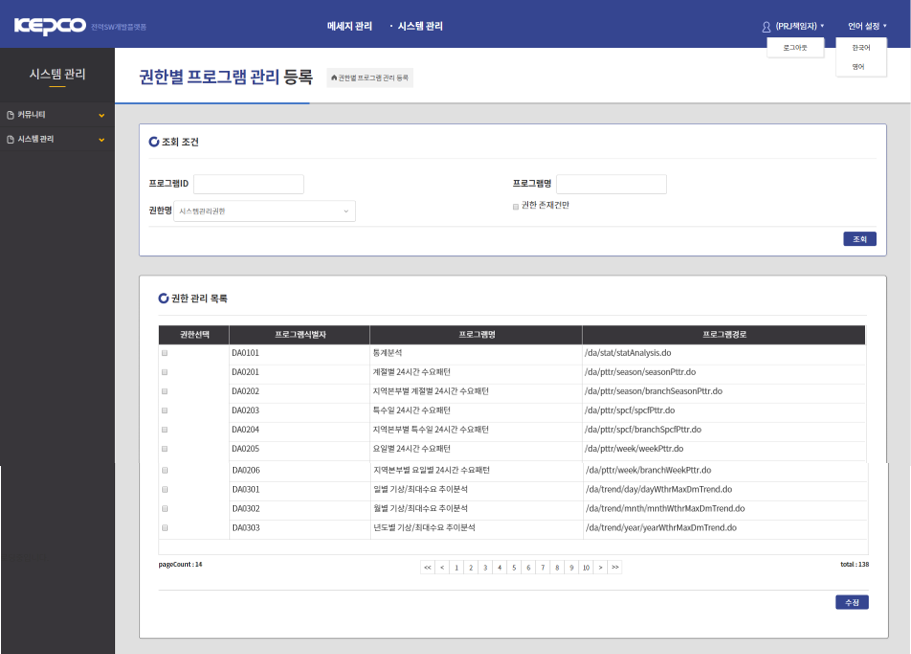 KEPCO 전력SW개발플랫폼
메세지 관리 · 시스템 관리
(PRJ책임자) ▾ 언어 설정 ▾
로그아웃 한국어
영어
시스템 관리
커뮤니티
시스템 관리
권한별 프로그램 관리 등록 권한별 프로그램 관리 등록
조회 조건
프로그램ID 프로그램명
권한명 시스템관리권한 권한 존재건만
조회
권한 관리 목록
권한선택 프로그램식별자 프로그램명 프로그램경로
DA0101 통계분석 /da/stat/statAnalysis.do
DA0201 계절별 24시간 수요패턴 /da/pttr/season/seasonPttr.do
DA0202 지역본부별 계절별 24시간 수요패턴 /da/pttr/season/branchSeasonPttr.do
DA0203 특수일 24시간 수요패턴 /da/pttr/spcf/spcfPttr.do
DA0204 지역본부별 특수일 24시간 수요패턴 /da/pttr/spcf/branchSpcfPttr.do
DA0205 요일별 24시간 수요패턴 /da/pttr/week/weekPttr.do
DA0206 지역본부별 요일별 24시간 수요패턴 /da/pttr/week/branchWeekPttr.do
DA0301 일별 기상/최대수요 추이분석 /da/trend/day/dayWthrMaxDmTrend.do
DA0302 월별 기상/최대수요 추이분석 /da/trend/mnth/mnthWthrMaxDmTrend.do
DA0303 년도별 기상/최대수요 추이분석 /da/trend/year/yearWthrMaxDmTrend.do
pageCount : 14 << < 1 2 3 4 5 6 7 8 9 10 > >> total : 138
수정